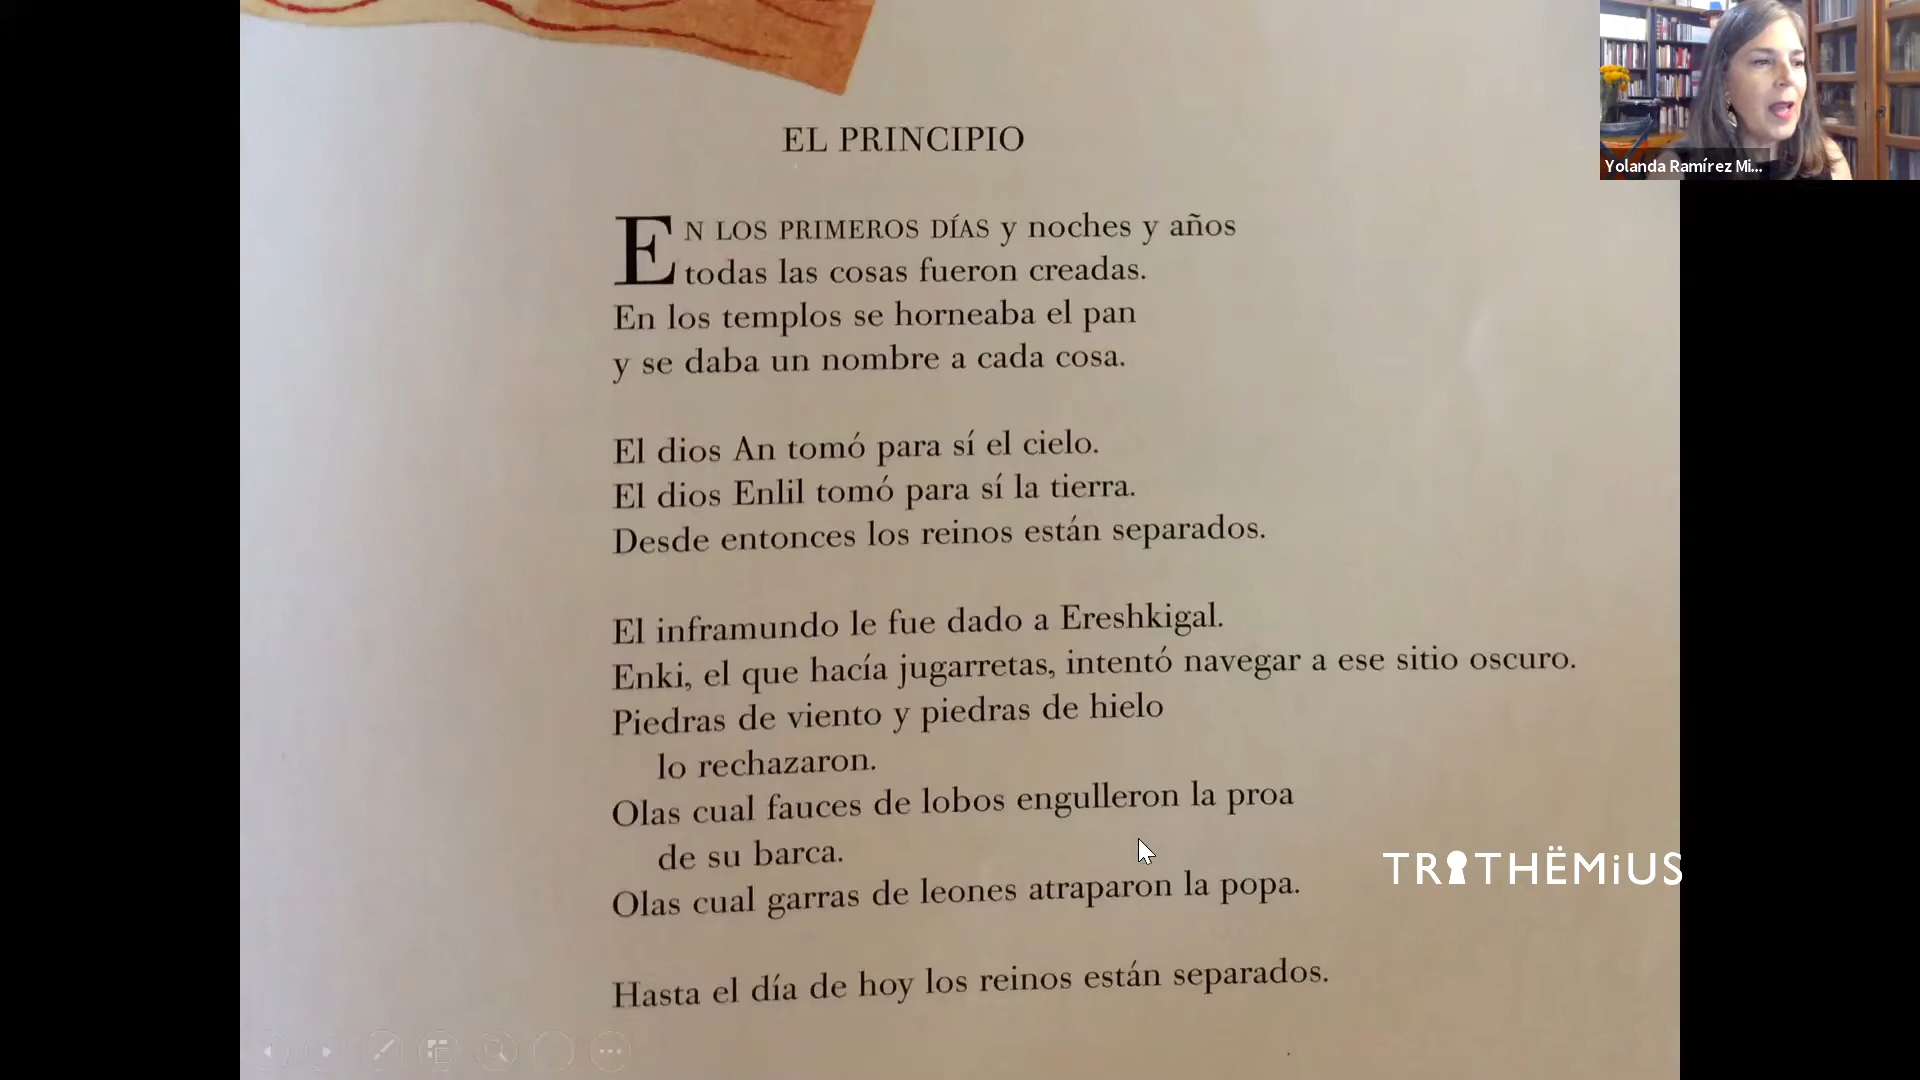 EL PRINCIPIO
EN LOS PRIMEROS DÍAS y noches y años
todas las cosas fueron creadas.
En los templos se horneaba el pan
y se daba un nombre a cada cosa.
El dios An tomó para sí el cielo.
El dios Enlil tomó para sí la tierra.
Desde entonces los reinos están separados.
El inframundo le fue dado a Ereshkigal.
Enki, el que hacía jugarretas, intentó navegar a ese sitio oscuro.
Piedras de viento y piedras de hielo
lo rechazaron.
Olas cual fauces de lobos engulleron la proa
de su barca.
Olas cual garras de leones atraparon la popa.
Hasta el día de hoy los reinos están separados.
Yolanda Ramírez Mi...
TRITHËMiUS